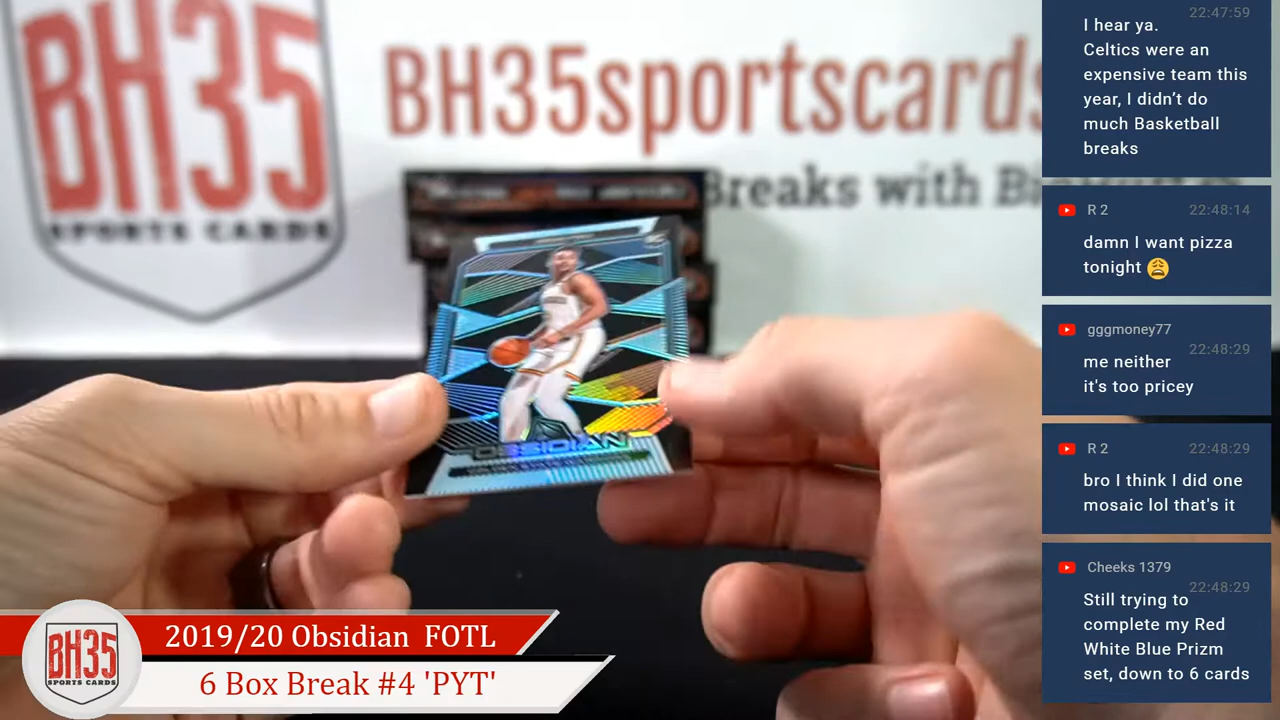 BH35
SPORTS CARDS
BH35sportscards
Breaks with
OBSIDIAN
2019/20 Obsidian FOTL
6 Box Break #4 'PYT'
BH35
SPORTS CARDS
22:47:59
I hear ya.
Celtics were an
expensive team this
year, I didn't do
much Basketball
breaks
R 2 22:48:14
damn I want pizza
tonight 😩
gggmoney77
22:48:29
me neither
it's too pricey
R 2 22:48:29
bro I think I did one
mosaic lol that's it
Cheeks 1379
22:48:29
Still trying to
complete my Red
White Blue Prizm
set, down to 6 cards